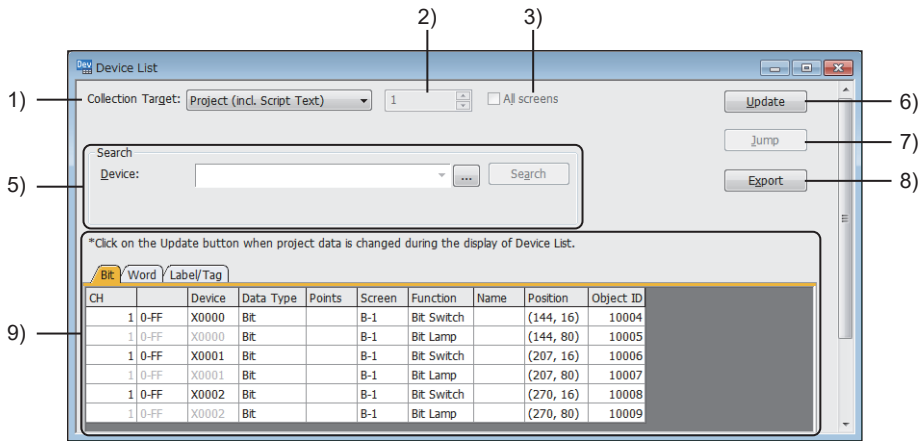 2)
3)
Dev Device List
1) Collection Target: Project (incl. Script Text) 1 All screens Update 6)
Jump 7)
Search
5) Device: ... Search Export 8)
*Click on the Update button when project data is changed during the display of Device List.
Bit Word Label/Tag
CH Device Data Type Points Screen Function Name Position Object ID
1 0-FF X0000 Bit B-1 Bit Switch (144, 16) 10004
9) 1 0-FF X0000 Bit B-1 Bit Lamp (144, 80) 10005
1 0-FF X0001 Bit B-1 Bit Switch (207, 16) 10006
1 0-FF X0001 Bit B-1 Bit Lamp (207, 80) 10007
1 0-FF X0002 Bit B-1 Bit Switch (270, 16) 10008
1 0-FF X0002 Bit B-1 Bit Lamp (270, 80) 10009